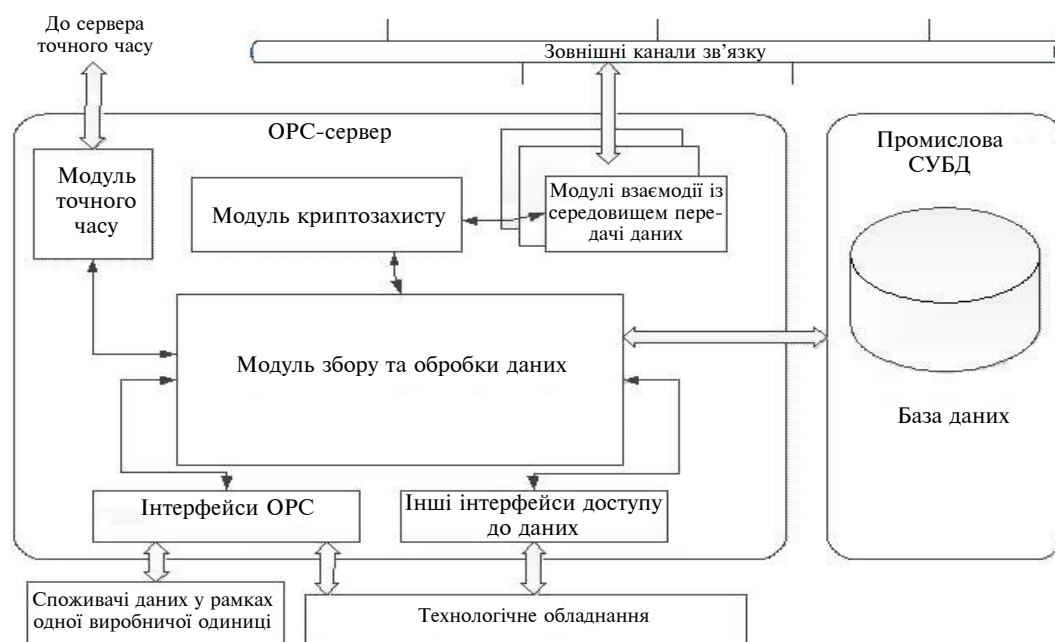 До сервера
точного часу
Зовнішні канали зв'язку
ОРС-сервер
Промислова
СУБД
Модуль
точного
часу
Модуль криптозахисту
Модулі взаємодії із
середовищем пере-
дачі даних
Модуль збору та обробки даних
База даних
Інтерфейси ОРС
Інші інтерфейси доступу
до даних
Споживачі даних у рамках
одної виробничої одиниці
Технологічне обладнання